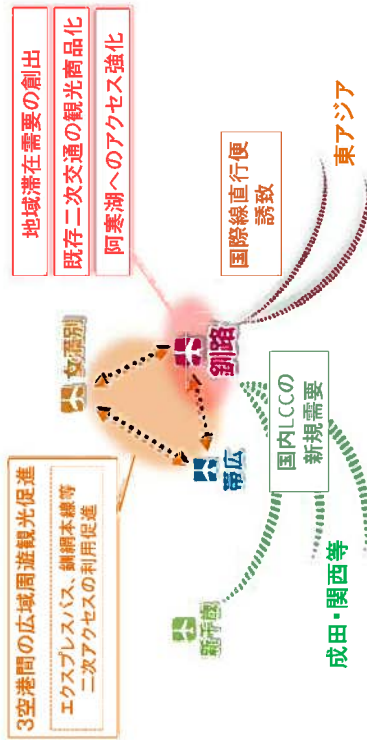 3空港間の広域周遊観光促進
エクスプレスバス、釧網本線等
二次アクセスの利用促進
地域滞在需要の創出
既存二次交通の観光商品化
阿寒湖へのアクセス強化
女満別
帯広
釧路
新千歳
国際線直行便
誘致
国内LCCの
新規需要
成田・関西等
東アジア